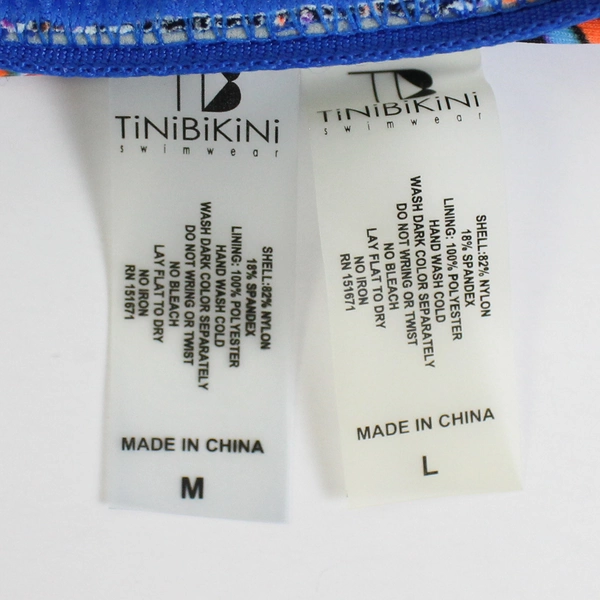 TB
TiNiBiKiNi
swimwear
SHELL:82% NYLON
18% SPANDEX
LINING: 100% POLYESTER
HAND WASH COLD
WASH DARK COLOR SEPARATELY
DO NOT WRING OR TWIST
NO BLEACH
LAY FLAT TO DRY
NO IRON
RN 151671
MADE IN CHINA
M
TB
TiNiBiKiNi
swimwear
SHELL:82% NYLON
18% SPANDEX
LINING: 100% POLYESTER
HAND WASH COLD
WASH DARK COLOR SEPARATELY
DO NOT WRING OR TWIST
NO BLEACH
LAY FLAT TO DRY
NO IRON
RN 151671
MADE IN CHINA
L